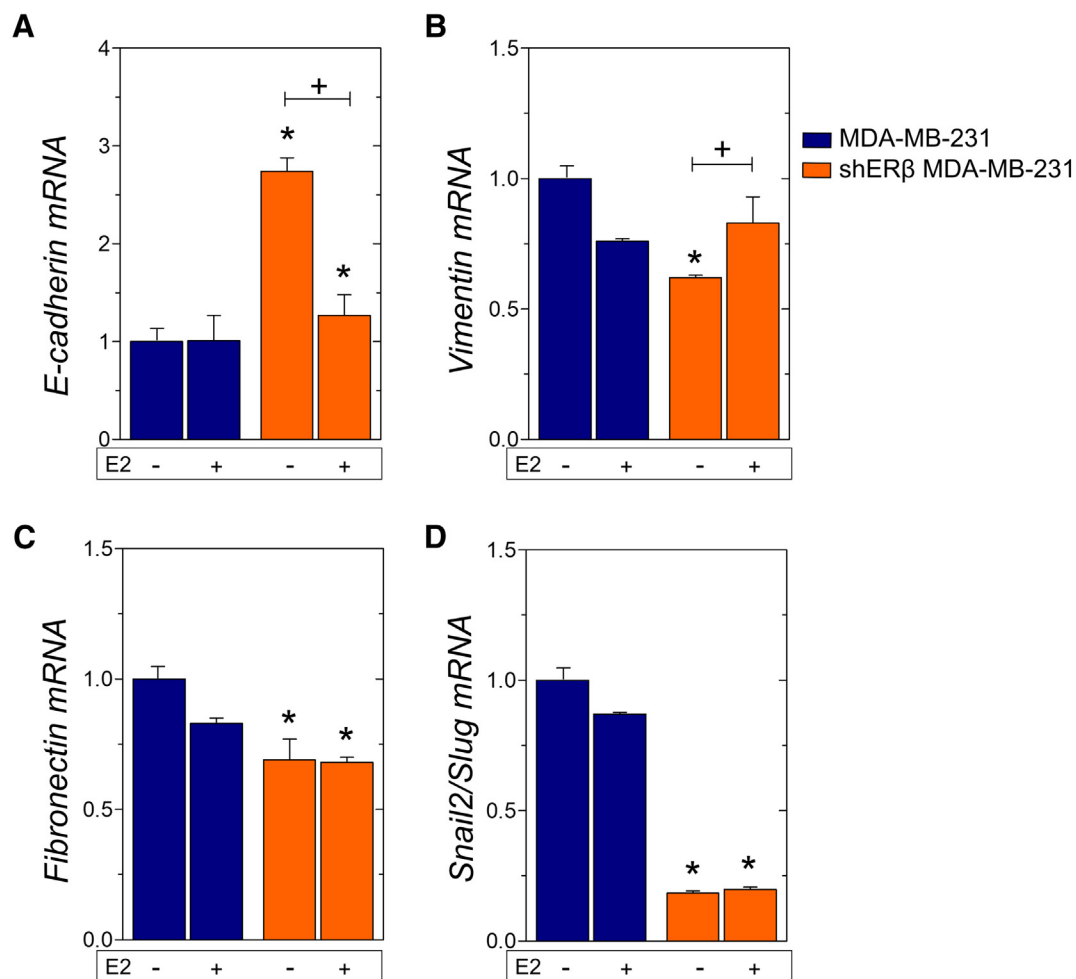 A
E-cadherin mRNA
4
3
2
1
0
*
+
*
E2 - + - +
B
Vimentin mRNA
1.5
1.0
0.5
0.0
*
+
E2 - + - +
MDA-MB-231
shERβ MDA-MB-231
C
Fibronectin mRNA
1.5
1.0
0.5
0.0
*
*
E2 - + - +
D
Snail2/Slug mRNA
1.5
1.0
0.5
0.0
*
*
E2 - + - +